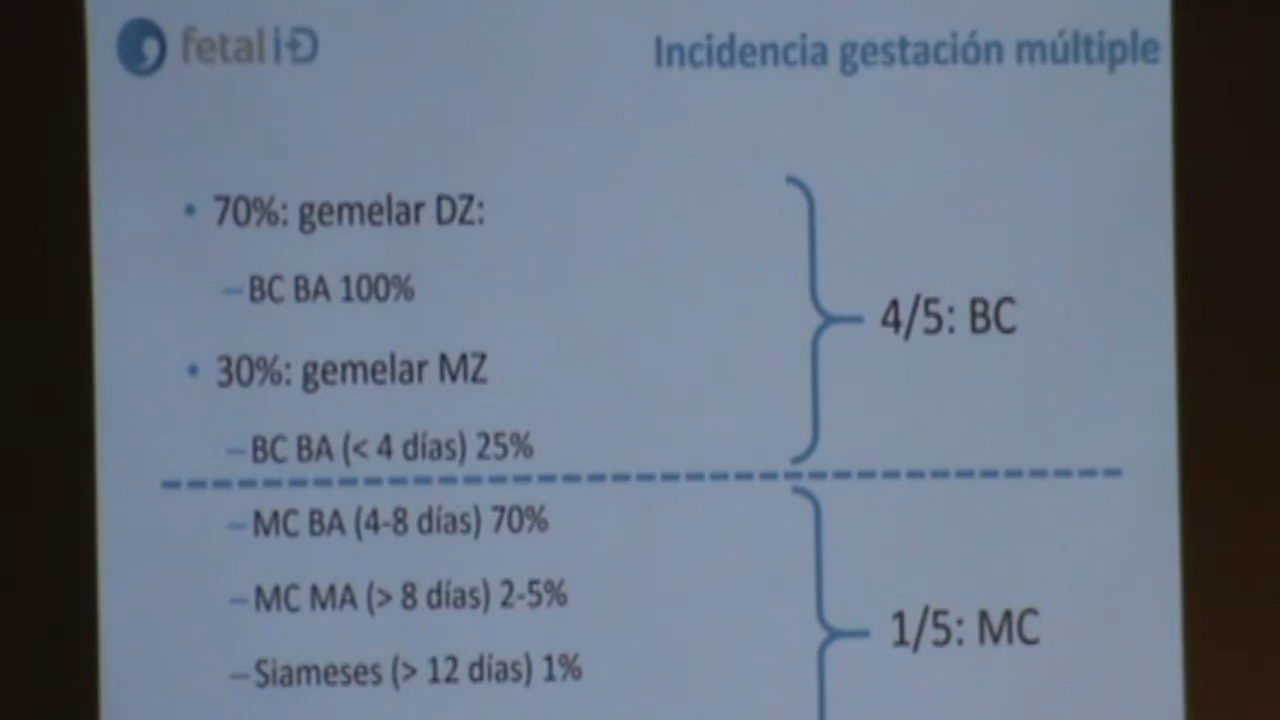 fetal iD
Incidencia gestación múltiple
• 70%: gemelar DZ:
– BC BA 100%
• 30%: gemelar MZ
– BC BA (< 4 días) 25%
4/5: BC
– MC BA (4-8 días) 70%
– MC MA (> 8 días) 2-5%
– Siameses (> 12 días) 1%
1/5: MC